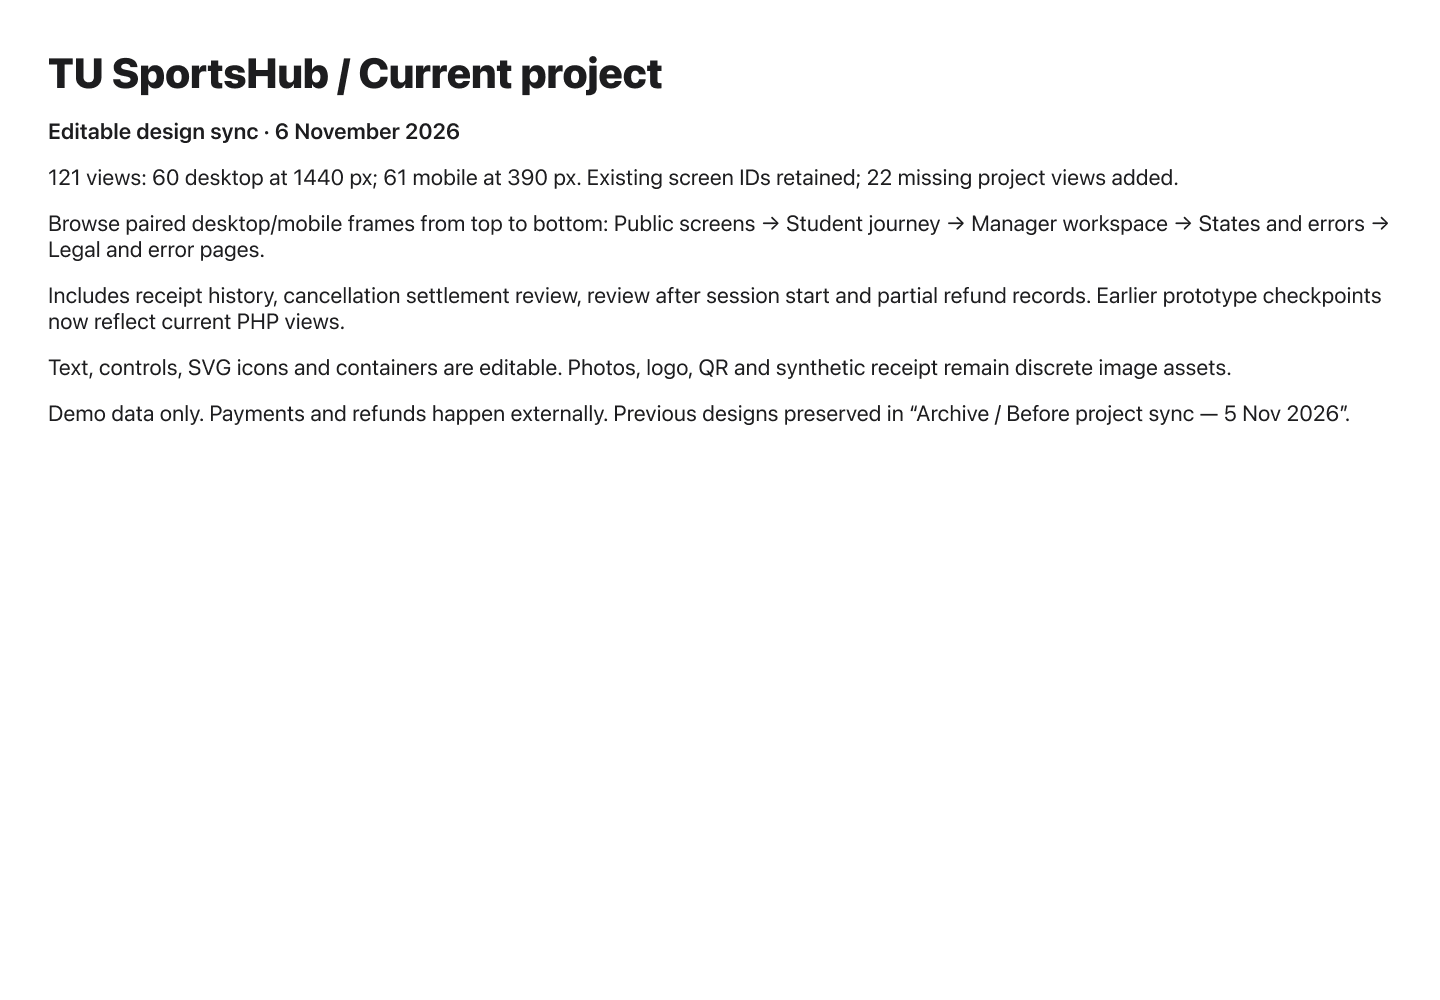 TU SportsHub / Current project
Editable design sync · 6 November 2026
121 views: 60 desktop at 1440 px; 61 mobile at 390 px. Existing screen IDs retained; 22 missing project views added.
Browse paired desktop/mobile frames from top to bottom: Public screens → Student journey → Manager workspace → States and errors →
Legal and error pages.
Includes receipt history, cancellation settlement review, review after session start and partial refund records. Earlier prototype checkpoints
now reflect current PHP views.
Text, controls, SVG icons and containers are editable. Photos, logo, QR and synthetic receipt remain discrete image assets.
Demo data only. Payments and refunds happen externally. Previous designs preserved in “Archive / Before project sync — 5 Nov 2026”.